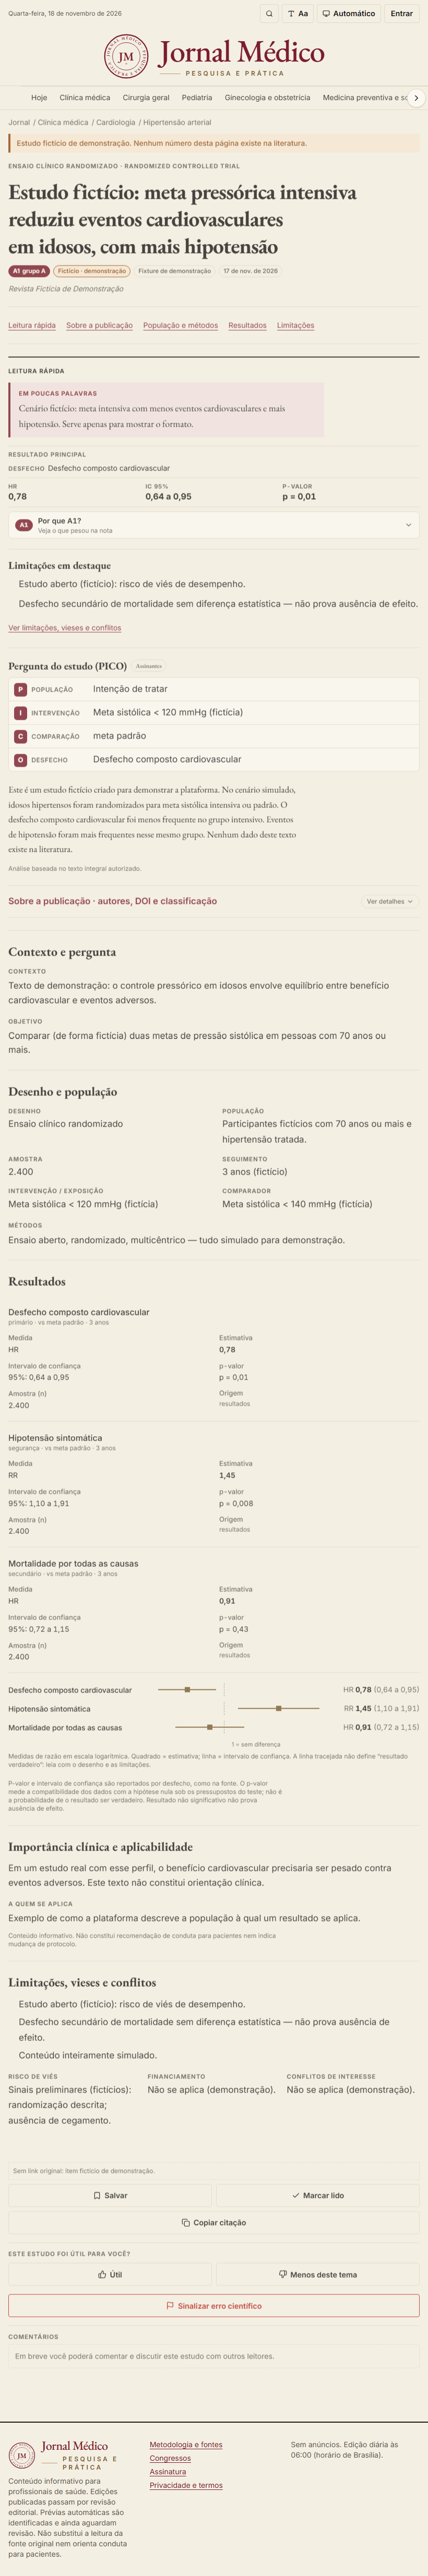 Quarta-feira, 18 de novembro de 2026
Aa
Automático
Entrar
JM
Jornal Médico
PESQUISA E PRÁTICA
Hoje Clínica médica Cirurgia geral Pediatria Ginecologia e obstetrícia Medicina preventiva e so
Jornal / Clínica médica / Cardiologia / Hipertensão arterial
Estudo fictício de demonstração. Nenhum número desta página existe na literatura.
ENSAIO CLÍNICO RANDOMIZADO · RANDOMIZED CONTROLLED TRIAL
Estudo fictício: meta pressórica intensiva
reduziu eventos cardiovasculares
em idosos, com mais hipotensão
A1 grupo A Fictício · demonstração Fixture de demonstração 17 de nov. de 2026
Revista Fictícia de Demonstração
Leitura rápida Sobre a publicação População e métodos Resultados Limitações
LEITURA RÁPIDA
EM POUCAS PALAVRAS
Cenário fictício: meta intensiva com menos eventos cardiovasculares e mais
hipotensão. Serve apenas para mostrar o formato.
RESULTADO PRINCIPAL
DESFECHO Desfecho composto cardiovascular
HR IC 95% P-VALOR
0,78 0,64 a 0,95 p = 0,01
A1 Por que A1?
Veja o que pesou na nota
Limitações em destaque
Estudo aberto (fictício): risco de viés de desempenho.
Desfecho secundário de mortalidade sem diferença estatística — não prova ausência de efeito.
Ver limitações, vieses e conflitos
Pergunta do estudo (PICO) Assinantes
P POPULAÇÃO Intenção de tratar
I INTERVENÇÃO Meta sistólica < 120 mmHg (fictícia)
C COMPARAÇÃO meta padrão
O DESFECHO Desfecho composto cardiovascular
Este é um estudo fictício criado para demonstrar a plataforma. No cenário simulado,
idosos hipertensos foram randomizados para meta sistólica intensiva ou padrão. O
desfecho cardiovascular composto foi menos frequente no grupo intensivo. Eventos
de hipotensão foram mais frequentes nesse mesmo grupo. Nenhum dado deste texto
existe na literatura.
Análise baseada no texto integral autorizado.
Sobre a publicação · autores, DOI e classificação Ver detalhes
Contexto e pergunta
CONTEXTO
Texto de demonstração: o controle pressórico em idosos envolve equilíbrio entre benefício
cardiovascular e eventos adversos.
OBJETIVO
Comparar (de forma fictícia) duas metas de pressão sistólica em pessoas com 70 anos ou
mais.
Desenho e população
DESENHO POPULAÇÃO
Ensaio clínico randomizado Participantes fictícios com 70 anos ou mais e
hipertensão tratada.
AMOSTRA SEGUIMENTO
2.400 3 anos (fictício)
INTERVENÇÃO / EXPOSIÇÃO COMPARADOR
Meta sistólica < 120 mmHg (fictícia) Meta sistólica < 140 mmHg (fictícia)
MÉTODOS
Ensaio aberto, randomizado, multicêntrico — tudo simulado para demonstração.
Resultados
Desfecho composto cardiovascular
primário · vs meta padrão · 3 anos
Medida Estimativa
HR 0,78
Intervalo de confiança p-valor
95%: 0,64 a 0,95 p = 0,01
Amostra (n) Origem
2.400 resultados
Hipotensão sintomática
segurança · vs meta padrão · 3 anos
Medida Estimativa
RR 1,45
Intervalo de confiança p-valor
95%: 1,10 a 1,91 p = 0,008
Amostra (n) Origem
2.400 resultados
Mortalidade por todas as causas
secundário · vs meta padrão · 3 anos
Medida Estimativa
HR 0,91
Intervalo de confiança p-valor
95%: 0,72 a 1,15 p = 0,43
Amostra (n) Origem
2.400 resultados
Desfecho composto cardiovascular HR 0,78 (0,64 a 0,95)
Hipotensão sintomática RR 1,45 (1,10 a 1,91)
Mortalidade por todas as causas HR 0,91 (0,72 a 1,15)
1 = sem diferença
Medidas de razão em escala logarítmica. Quadrado = estimativa; linha = intervalo de confiança. A linha tracejada não define “resultado
verdadeiro”: leia com o desenho e as limitações.
P-valor e intervalo de confiança são reportados por desfecho, como na fonte. O p-valor
mede a compatibilidade dos dados com a hipótese nula sob os pressupostos do teste; não é
a probabilidade de o resultado ser verdadeiro. Resultado não significativo não prova
ausência de efeito.
Importância clínica e aplicabilidade
Em um estudo real com esse perfil, o benefício cardiovascular precisaria ser pesado contra
eventos adversos. Este texto não constitui orientação clínica.
A QUEM SE APLICA
Exemplo de como a plataforma descreve a população à qual um resultado se aplica.
Conteúdo informativo. Não constitui recomendação de conduta para pacientes nem indica
mudança de protocolo.
Limitações, vieses e conflitos
Estudo aberto (fictício): risco de viés de desempenho.
Desfecho secundário de mortalidade sem diferença estatística — não prova ausência de
efeito.
Conteúdo inteiramente simulado.
RISCO DE VIÉS FINANCIAMENTO CONFLITOS DE INTERESSE
Sinais preliminares (fictícios): Não se aplica (demonstração). Não se aplica (demonstração).
randomização descrita;
ausência de cegamento.
Sem link original: item fictício de demonstração.
Salvar Marcar lido
Copiar citação
ESTE ESTUDO FOI ÚTIL PARA VOCÊ?
Útil Menos deste tema
Sinalizar erro científico
COMENTÁRIOS
Em breve você poderá comentar e discutir este estudo com outros leitores.
JM
Jornal Médico
PESQUISA E
PRÁTICA
Conteúdo informativo para
profissionais de saúde. Edições
publicadas passam por revisão
editorial. Prévias automáticas são
identificadas e ainda aguardam
revisão. Não substitui a leitura da
fonte original nem orienta conduta
para pacientes.
Metodologia e fontes
Congressos
Assinatura
Privacidade e termos
Sem anúncios. Edição diária às
06:00 (horário de Brasília).